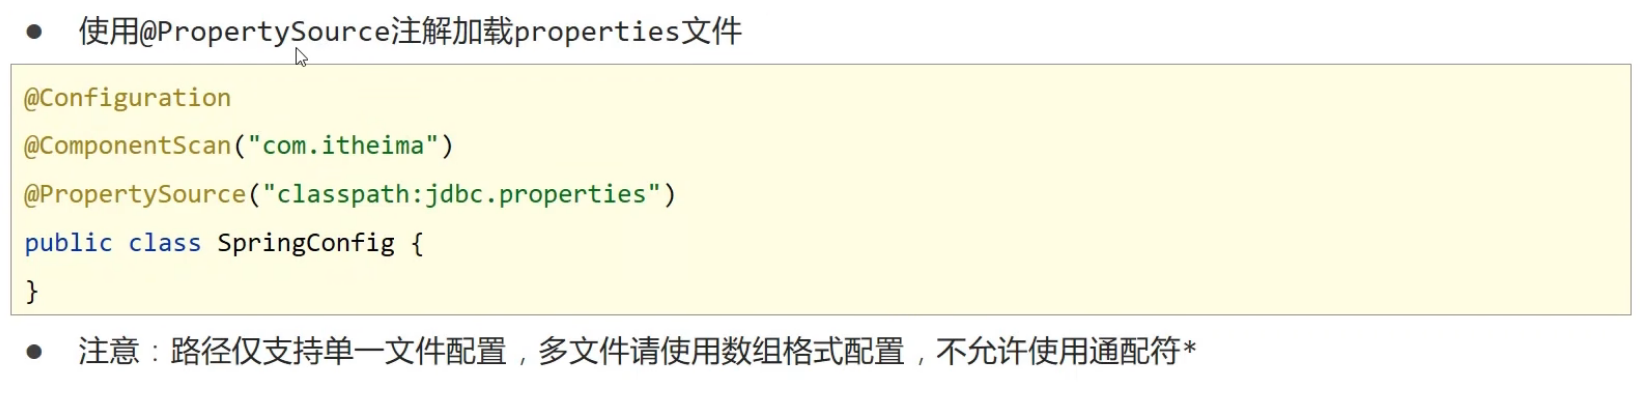 ● 使用@PropertySource注解加载properties文件
@Configuration
@ComponentScan("com.itheima")
@PropertySource("classpath:jdbc.properties")
public class SpringConfig {
}
● 注意：路径仅支持单一文件配置，多文件请使用数组格式配置，不允许使用通配符*